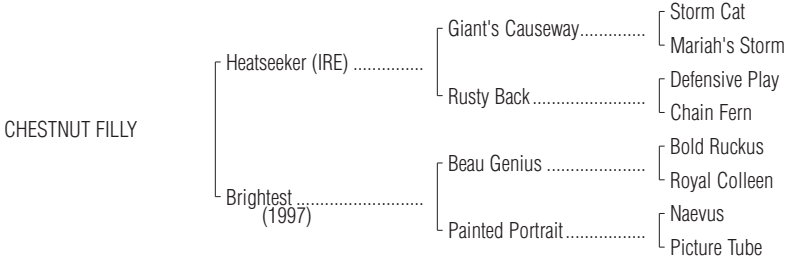 Storm Cat
Giant's Causeway..............
Mariah's Storm
Heatseeker (IRE) ...............
Defensive Play
Rusty Back........................
Chain Fern
CHESTNUT FILLY
Bold Ruckus
Beau Genius .....................
Royal Colleen
Brightest ...........................
(1997)
Naevus
Painted Portrait.................
Picture Tube